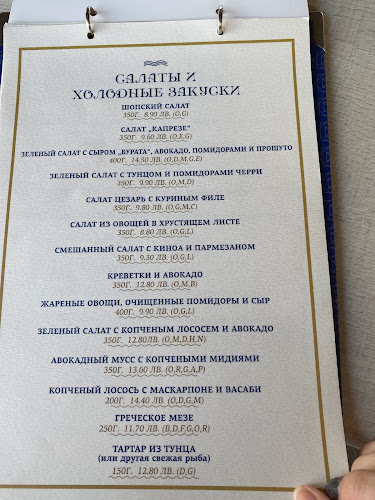 САЛАТЫ И
ХОЛОДНЫЕ ЗАКУСКИ
ШОПСКИЙ САЛАТ
350Г. 8.90 ЛВ. (O,G)
САЛАТ „КАПРЕЗЕ“
350Г. 9.60 ЛВ. (O,E,G)
ЗЕЛЕНЫЙ САЛАТ С СЫРОМ „БУРАТА“, АВОКАДО, ПОМИДОРАМИ И ПРОШУТО
400Г. 14.50 ЛВ. (O,D,M,G,E)
ЗЕЛЕНЫЙ САЛАТ С ТУНЦОМ И ПОМИДОРАМИ ЧЕРРИ
350Г. 9.90 ЛВ. (O,M,D)
САЛАТ ЦЕЗАРЬ С КУРИНЫМ ФИЛЕ
350Г. 9.80 ЛВ. (O,G,M,C)
САЛАТ ИЗ ОВОЩЕЙ В ХРУСТЯЩЕМ ЛИСТЕ
350Г. 8.80 ЛВ. (O,G,L)
СМЕШАННЫЙ САЛАТ С КИНОА И ПАРМЕЗАНОМ
350Г. 9.30 ЛВ. (O,G,L)
КРЕВЕТКИ И АВОКАДО
350Г. 12.80 ЛВ. (O,M,B)
ЖАРЕНЫЕ ОВОЩИ, ОЧИЩЕННЫЕ ПОМИДОРЫ И СЫР
400Г. 9.90 ЛВ. (O,G,L)
ЗЕЛЕНЫЙ САЛАТ С КОПЧЕНЫМ ЛОСОСЕМ И АВОКАДО
350Г. 12.80ЛВ. (O,M,D,H,N)
АВОКАДНЫЙ МУСС С КОПЧЕНЫМИ МИДИЯМИ
350Г. 13.60 ЛВ. (O,R,G,A,P)
КОПЧЕНЫЙ ЛОСОСЬ С МАСКАРПОНЕ И ВАСАБИ
200Г. 14.40 ЛВ. (O,D,G,M)
ГРЕЧЕСКОЕ МЕЗЕ
250Г. 11.70 ЛВ. (B,D,F,G,O,R)
ТАРТАР ИЗ ТУНЦА
(или другая свежая рыба)
150Г. 12.80 ЛВ. (D,G)